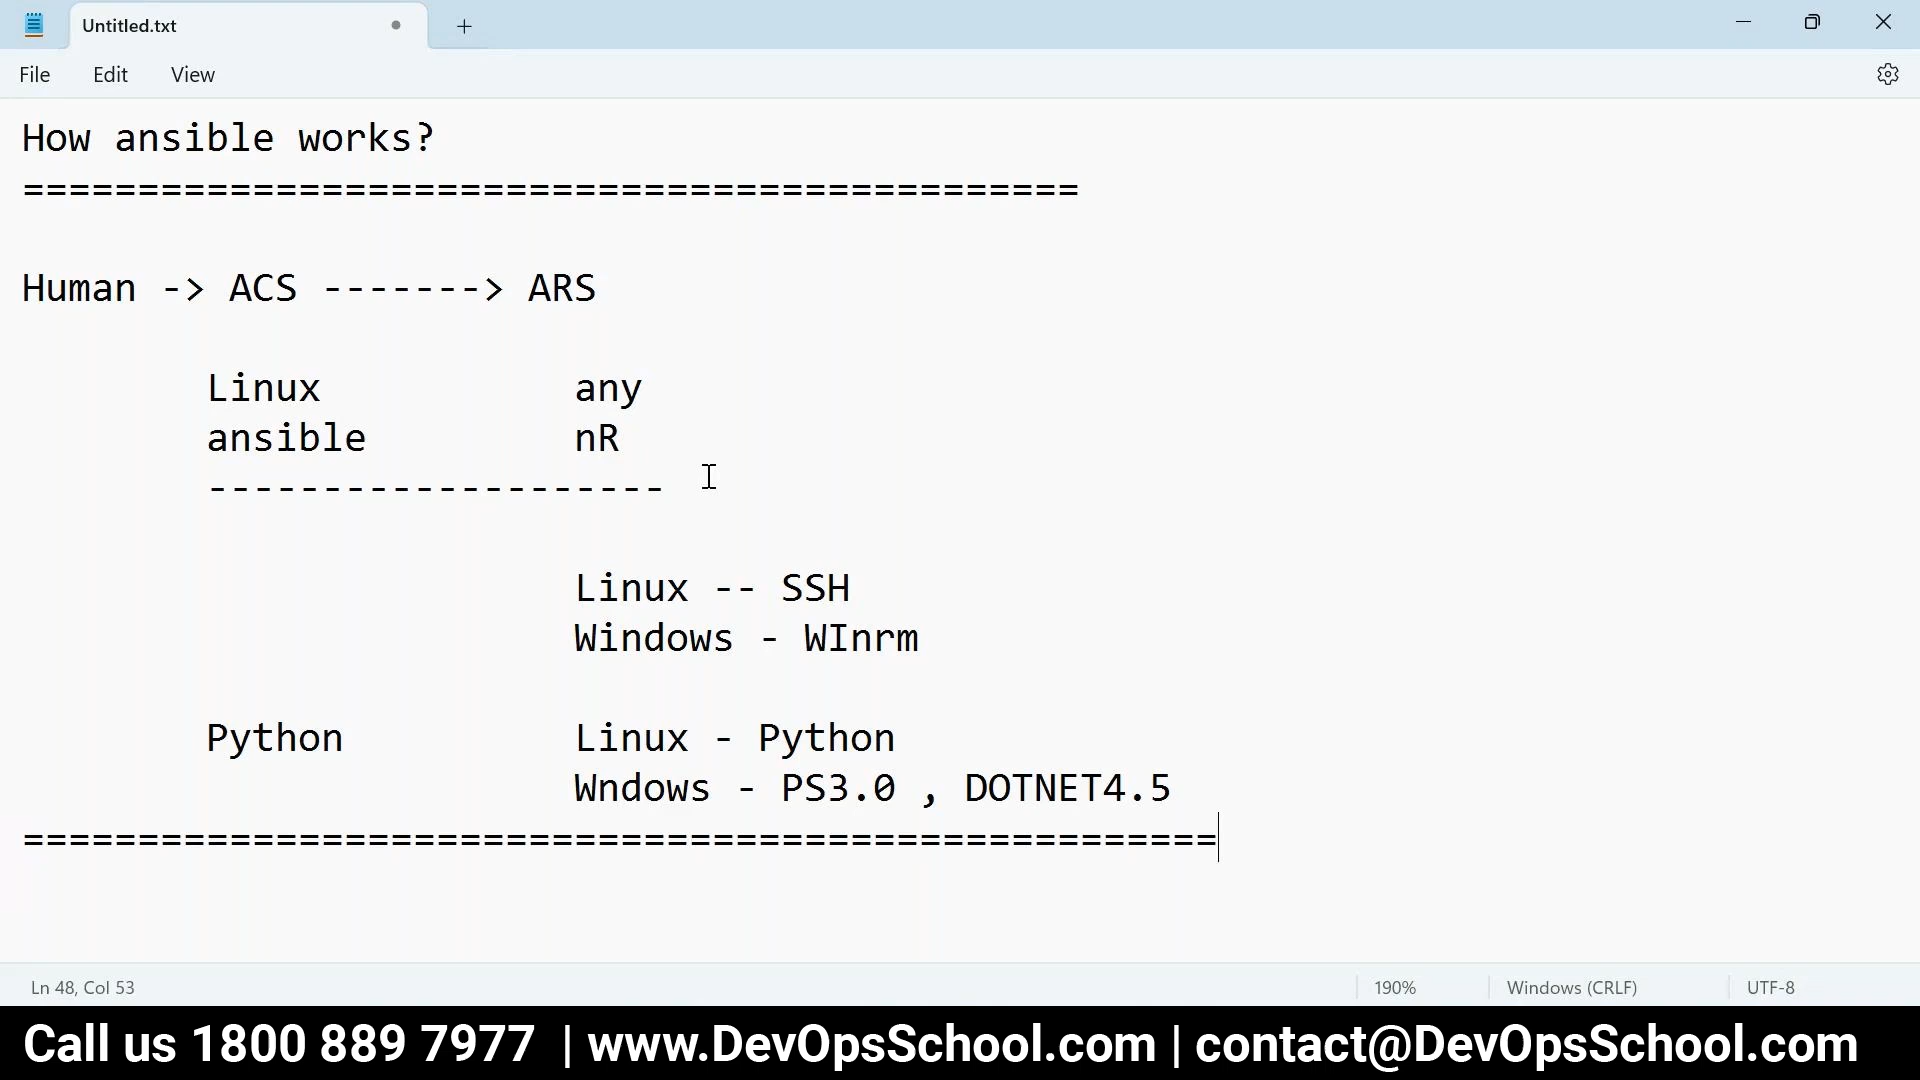 Untitled.txt
File Edit View
How ansible works?
==============================================
Human -> ACS -------> ARS
Linux any
ansible nR
--------------------
Linux -- SSH
Windows - WInrm
Python Linux - Python
Wndows - PS3.0 , DOTNET4.5
====================================================
Ln 48, Col 53 190% Windows (CRLF) UTF-8
Call us 1800 889 7977 | www.DevOpsSchool.com | contact@DevOpsSchool.com